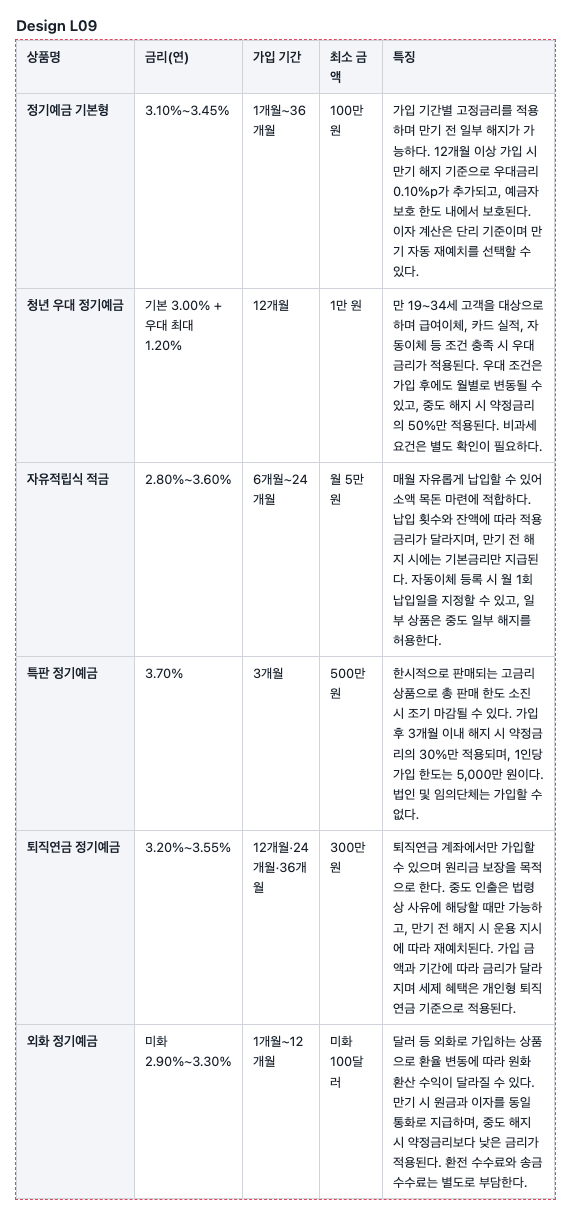 Design L09
상품명 금리(연) 가입 기간 최소 금
액 특징
정기예금 기본형
3.10%~3.45%
1개월~36
개월
100만
원
가입 기간별 고정금리를 적용
하며 만기 전 일부 해지가 가
능하다. 12개월 이상 가입 시
만기 해지 기준으로 우대금리
0.10%p가 추가되고, 예금자
보호 한도 내에서 보호된다.
이자 계산은 단리 기준이며 만
기 자동 재예치를 선택할 수
있다.
청년 우대 정기예금
기본 3.00% +
우대 최대
1.20%
12개월
1만 원
만 19~34세 고객을 대상으로
하며 급여이체, 카드 실적, 자
동이체 등 조건 충족 시 우대
금리가 적용된다. 우대 조건은
가입 후에도 월별로 변동될 수
있고, 중도 해지 시 약정금리
의 50%만 적용된다. 비과세
요건은 별도 확인이 필요하다.
자유적립식 적금
2.80%~3.60%
6개월~24
개월
월 5만
원
매월 자유롭게 납입할 수 있어
소액 목돈 마련에 적합하다.
납입 횟수와 잔액에 따라 적용
금리가 달라지며, 만기 전 해
지 시에는 기본금리만 지급된
다. 자동이체 등록 시 월 1회
납입일을 지정할 수 있고, 일
부 상품은 중도 일부 해지를
허용한다.
특판 정기예금
3.70%
3개월
500만
원
한시적으로 판매되는 고금리
상품으로 총 판매 한도 소진
시 조기 마감될 수 있다. 가입
후 3개월 이내 해지 시 약정금
리의 30%만 적용되며, 1인당
가입 한도는 5,000만 원이다.
법인 및 임의단체는 가입할 수
없다.
퇴직연금 정기예금
3.20%~3.55%
12개월·24
개월·36개
월
300만
원
퇴직연금 계좌에서만 가입할
수 있으며 원리금 보장을 목적
으로 한다. 중도 인출은 법령
상 사유에 해당할 때만 가능하
고, 만기 전 해지 시 운용 지시
에 따라 재예치된다. 가입 금
액과 기간에 따라 금리가 달라
지며 세제 혜택은 개인형 퇴직
연금 기준으로 적용된다.
외화 정기예금
미화
2.90%~3.30%
1개월~12
개월
미화
100달
러
달러 등 외화로 가입하는 상품
으로 환율 변동에 따라 원화
환산 수익이 달라질 수 있다.
만기 시 원금과 이자를 동일
통화로 지급하며, 중도 해지
시 약정금리보다 낮은 금리가
적용된다. 환전 수수료와 송금
수수료는 별도로 부담한다.